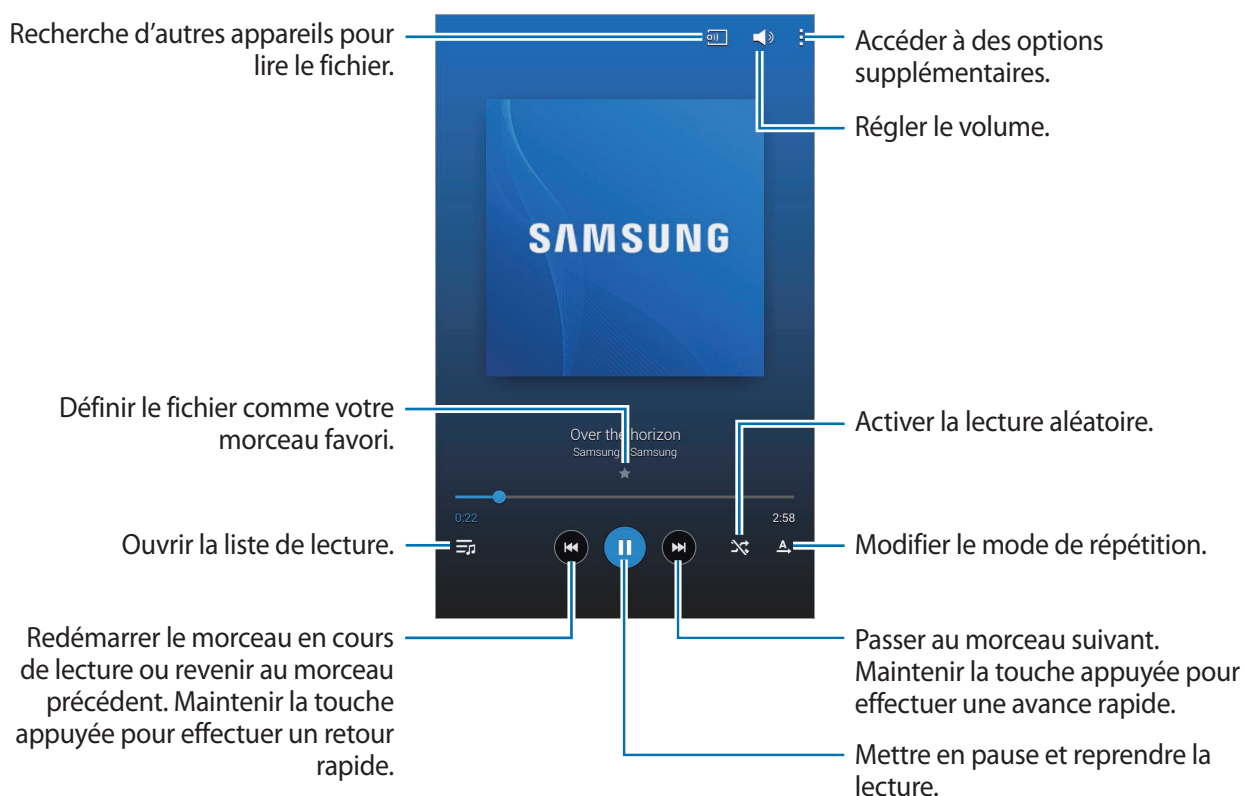 Recherche d’autres appareils pour
lire le fichier.
Accéder à des options
supplémentaires.
Régler le volume.
SAMSUNG
Définir le fichier comme votre
morceau favori.
Over the horizon
Samsung Samsung
Activer la lecture aléatoire.
0:22
2:58
Ouvrir la liste de lecture.
A
Modifier le mode de répétition.
Redémarrer le morceau en cours
de lecture ou revenir au morceau
précédent. Maintenir la touche
appuyée pour effectuer un retour
rapide.
Passer au morceau suivant.
Maintenir la touche appuyée pour
effectuer une avance rapide.
Mettre en pause et reprendre la
lecture.